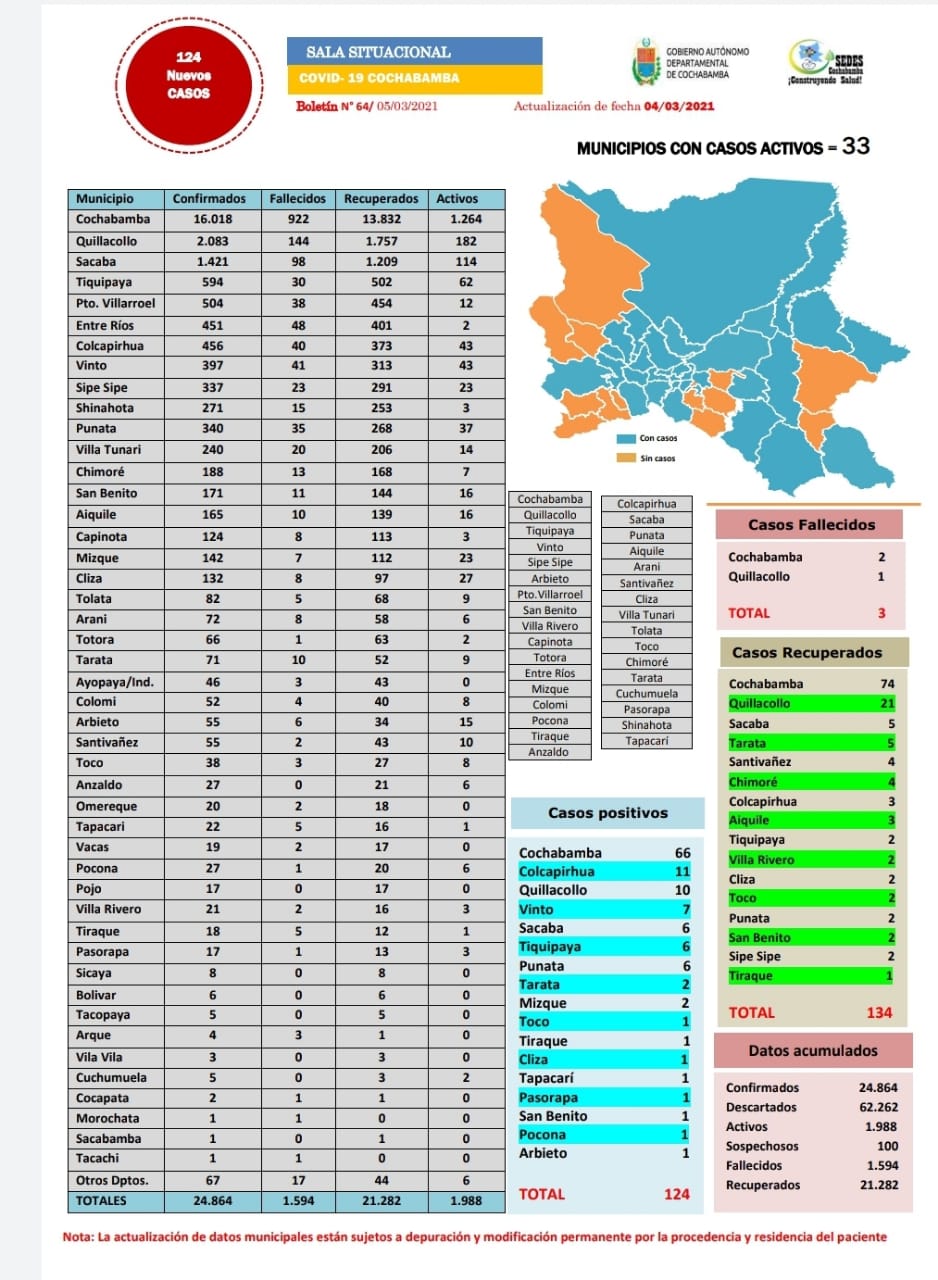 124
Nuevos
CASOS
SALA SITUACIONAL
COVID- 19 COCHABAMBA
Boletín N° 64/ 05/03/2021
Actualización de fecha 04/03/2021
GOBIERNO AUTÓNOMO
DEPARTAMENTAL
DE COCHABAMBA
SEDES
Cochabamba
¡Construyendo Salud!
MUNICIPIOS CON CASOS ACTIVOS = 33
Municipio Confirmados Fallecidos Recuperados Activos
Cochabamba 16.018 922 13.832 1.264
Quillacollo 2.083 144 1.757 182
Sacaba 1.421 98 1.209 114
Tiquipaya 594 30 502 62
Pto. Villarroel 504 38 454 12
Entre Ríos 451 48 401 2
Colcapirhua 456 40 373 43
Vinto 397 41 313 43
Sipe Sipe 337 23 291 23
Shinahota 271 15 253 3
Punata 340 35 268 37
Villa Tunari 240 20 206 14
Chimoré 188 13 168 7
San Benito 171 11 144 16
Aiquile 165 10 139 16
Capinota 124 8 113 3
Mizque 142 7 112 23
Cliza 132 8 97 27
Tolata 82 5 68 9
Arani 72 8 58 6
Totora 66 1 63 2
Tarata 71 10 52 9
Ayopaya/Ind. 46 3 43 0
Colomi 52 4 40 8
Arbieto 55 6 34 15
Santivañez 55 2 43 10
Toco 38 3 27 8
Anzaldo 27 0 21 6
Omereque 20 2 18 0
Tapacari 22 5 16 1
Vacas 19 2 17 0
Pocona 27 1 20 6
Pojo 17 0 17 0
Villa Rivero 21 2 16 3
Tiraque 18 5 12 1
Pasorapa 17 1 13 3
Sicaya 8 0 8 0
Bolivar 6 0 6 0
Tacopaya 5 0 5 0
Arque 4 3 1 0
Vila Vila 3 0 3 0
Cuchumuela 5 0 3 2
Cocapata 2 1 1 0
Morochata 1 1 0 0
Sacabamba 1 0 1 0
Tacachi 1 1 0 0
Otros Dptos. 67 17 44 6
TOTALES 24.864 1.594 21.282 1.988
Con casos
Sin casos
Cochabamba
Quillacollo
Tiquipaya
Vinto
Sipe Sipe
Arbieto
Pto.Villarroel
San Benito
Villa Rivero
Capinota
Totora
Entre Ríos
Mizque
Colomi
Pocona
Tiraque
Anzaldo
Colcapirhua
Sacaba
Punata
Aiquile
Arani
Santivañez
Cliza
Villa Tunari
Tolata
Toco
Chimoré
Tarata
Cuchumuela
Pasorapa
Shinahota
Tapacarí
Casos positivos
Cochabamba 66
Colcapirhua 11
Quillacollo 10
Vinto 7
Sacaba 6
Tiquipaya 6
Punata 6
Tarata 2
Mizque 2
Toco 1
Tiraque 1
Cliza 1
Tapacarí 1
Pasorapa 1
San Benito 1
Pocona 1
Arbieto 1
TOTAL 124
Casos Fallecidos
Cochabamba 2
Quillacollo 1
TOTAL 3
Casos Recuperados
Cochabamba 74
Quillacollo 21
Sacaba 5
Tarata 5
Santivañez 4
Chimoré 4
Colcapirhua 3
Aiquile 3
Tiquipaya 2
Villa Rivero 2
Cliza 2
Toco 2
Punata 2
San Benito 2
Sipe Sipe 2
Tiraque 1
TOTAL 134
Datos acumulados
Confirmados 24.864
Descartados 62.262
Activos 1.988
Sospechosos 100
Fallecidos 1.594
Recuperados 21.282
Nota: La actualización de datos municipales están sujetos a depuración y modificación permanente por la procedencia y residencia del paciente